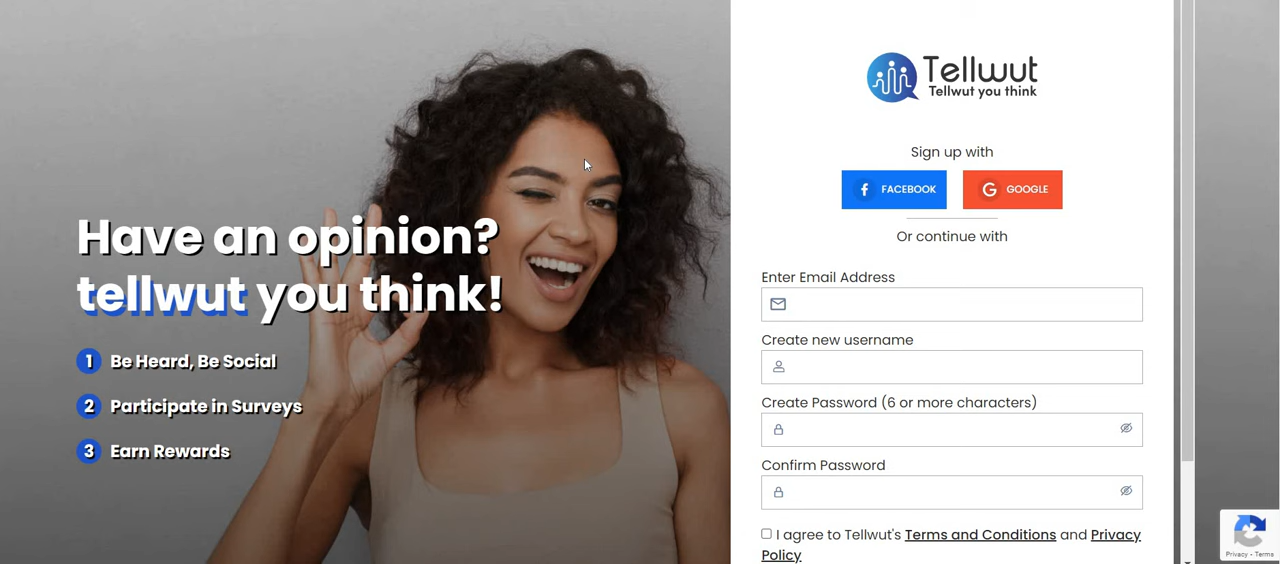 Have an opinion?
tellwut you think!
1 Be Heard, Be Social
2 Participate in Surveys
3 Earn Rewards
Tellwut
Tellwut you think
Sign up with
FACEBOOK
GOOGLE
Or continue with
Enter Email Address
Create new username
Create Password (6 or more characters)
Confirm Password
I agree to Tellwut's Terms and Conditions and Privacy
Policy
Privacy - Terms